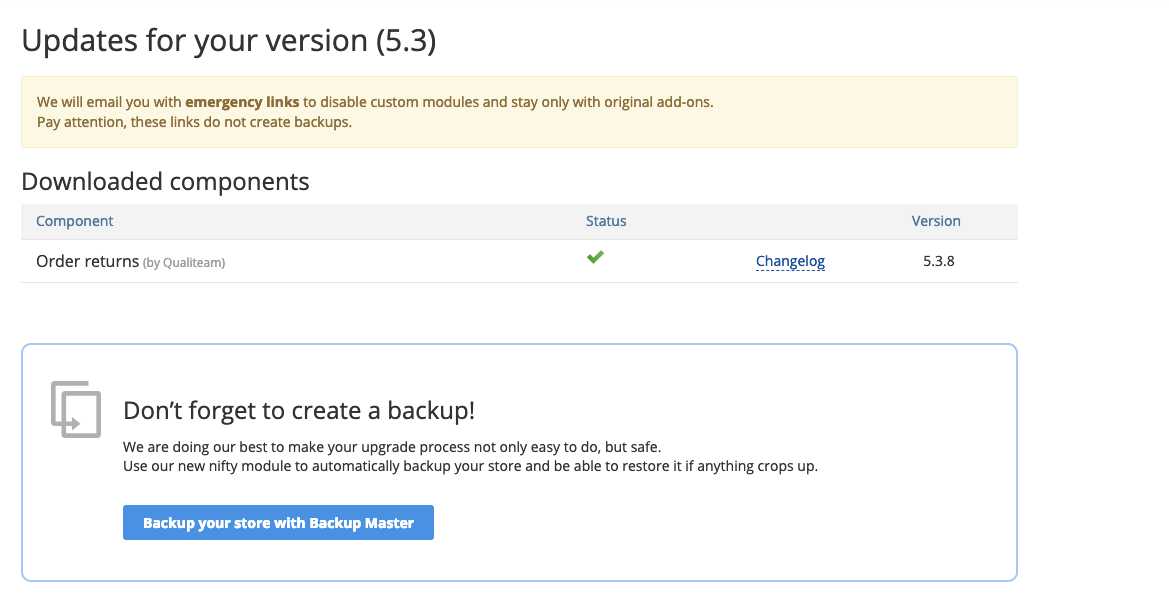 Updates for your version (5.3)
We will email you with emergency links to disable custom modules and stay only with original add-ons.
Pay attention, these links do not create backups.
Downloaded components
Component Status Version
Order returns (by Qualiteam) Changelog 5.3.8
Don’t forget to create a backup!
We are doing our best to make your upgrade process not only easy to do, but safe.
Use our new nifty module to automatically backup your store and be able to restore it if anything crops up.
Backup your store with Backup Master